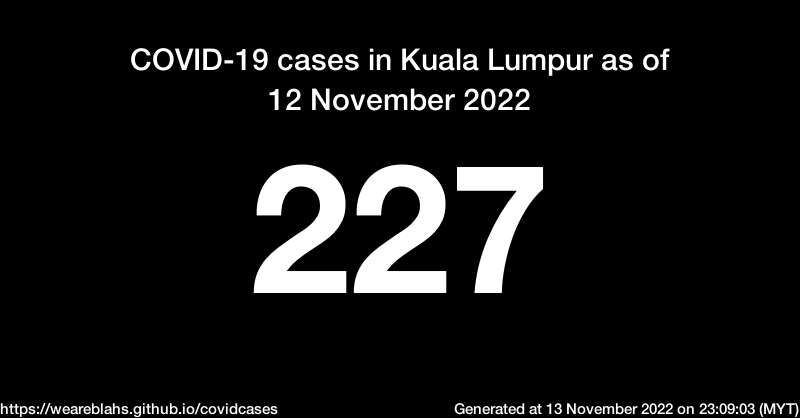 COVID-19 cases in Kuala Lumpur as of
12 November 2022
227
https://weareblahs.github.io/covidcases
Generated at 13 November 2022 on 23:09:03 (MYT)